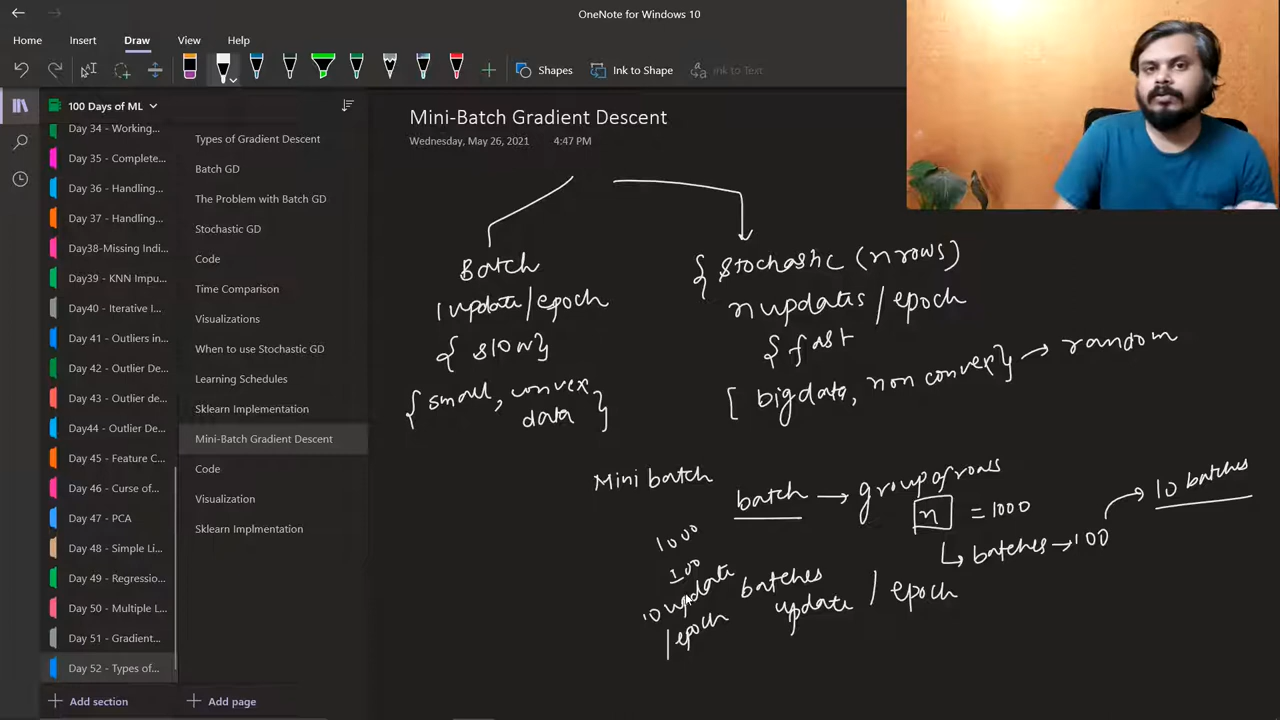 OneNote for Windows 10
Home Insert Draw View Help
Shapes Ink to Shape Ink to Text
100 Days of ML
Day 34 - Working...
Day 35 - Complete...
Day 36 - Handling...
Day 37 - Handling...
Day38-Missing Indi...
Day39 - KNN Impu...
Day40 - Iterative I...
Day 41 - Outliers in...
Day 42 - Outlier De...
Day 43 - Outlier de...
Day44 - Outlier De...
Day 45 - Feature C...
Day 46 - Curse of...
Day 47 - PCA
Day 48 - Simple Li...
Day 49 - Regressio...
Day 50 - Multiple L...
Day 51 - Gradient...
Day 52 - Types of...
Add section
Types of Gradient Descent
Batch GD
The Problem with Batch GD
Stochastic GD
Code
Time Comparison
Visualizations
When to use Stochastic GD
Learning Schedules
Sklearn Implementation
Mini-Batch Gradient Descent
Code
Visualization
Sklearn Implmentation
Add page
Mini-Batch Gradient Descent
Wednesday, May 26, 2021 4:47 PM
Batch
1 update/epoch
{ slow}
{ small, convex
data }
{ Stochastic (n rows)
n updates / epoch
{ fast
[ big data, non convex} → random
Mini batch
batch → group of rows
n = 1000
batches → 100
10 batches
1000
100
10 update
/ epoch
batches
update / epoch